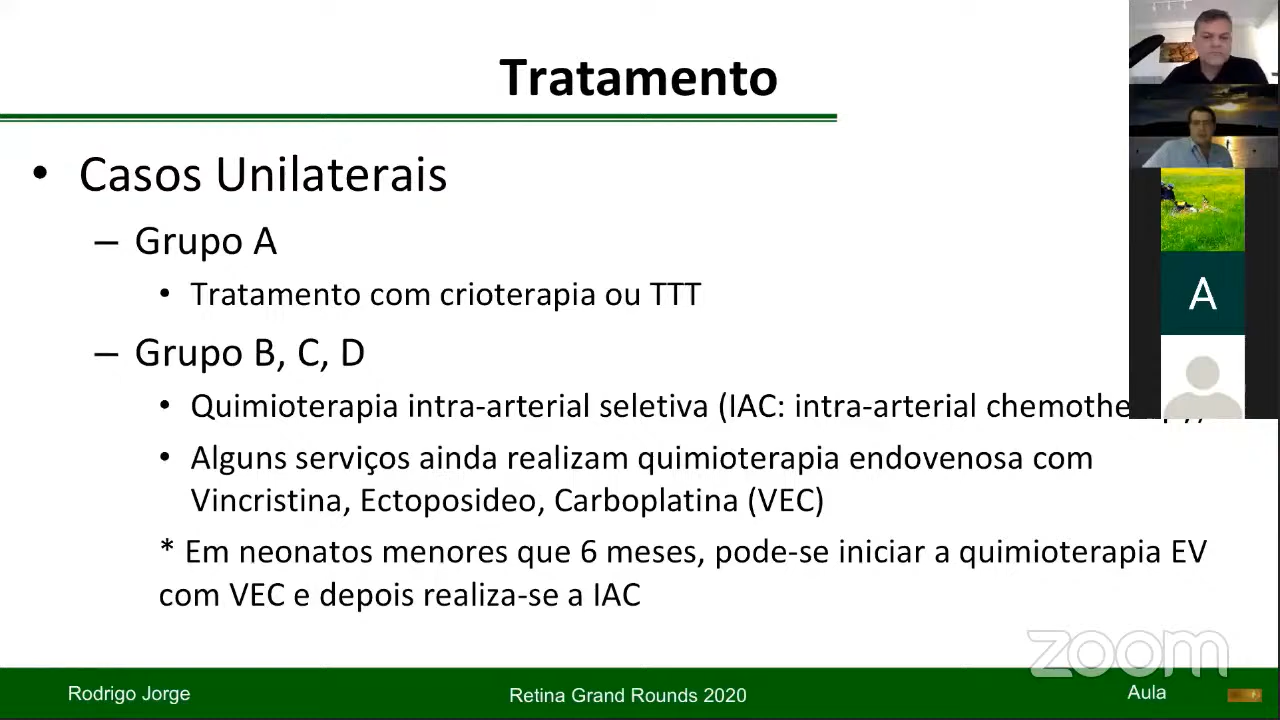 Tratamento
• Casos Unilaterais
– Grupo A
• Tratamento com crioterapia ou TTT
– Grupo B, C, D
• Quimioterapia intra-arterial seletiva (IAC: intra-arterial
• Alguns serviços ainda realizam quimioterapia endovenosa com
Vincristina, Ectoposideo, Carboplatina (VEC)
* Em neonatos menores que 6 meses, pode-se iniciar a quimioterapia EV
com VEC e depois realiza-se a IAC
A
zoom
Rodrigo Jorge
Retina Grand Rounds 2020
Aula